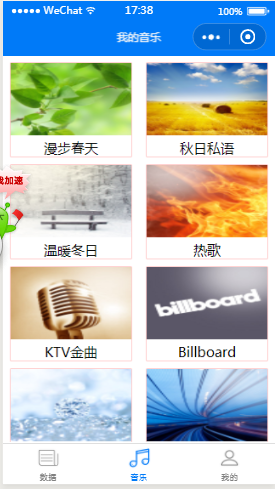 WeChat 17:38 100%
我的音乐
漫步春天 秋日私语
加速
温暖冬日 热歌
billboard
KTV金曲 Billboard
数据 音乐 我的